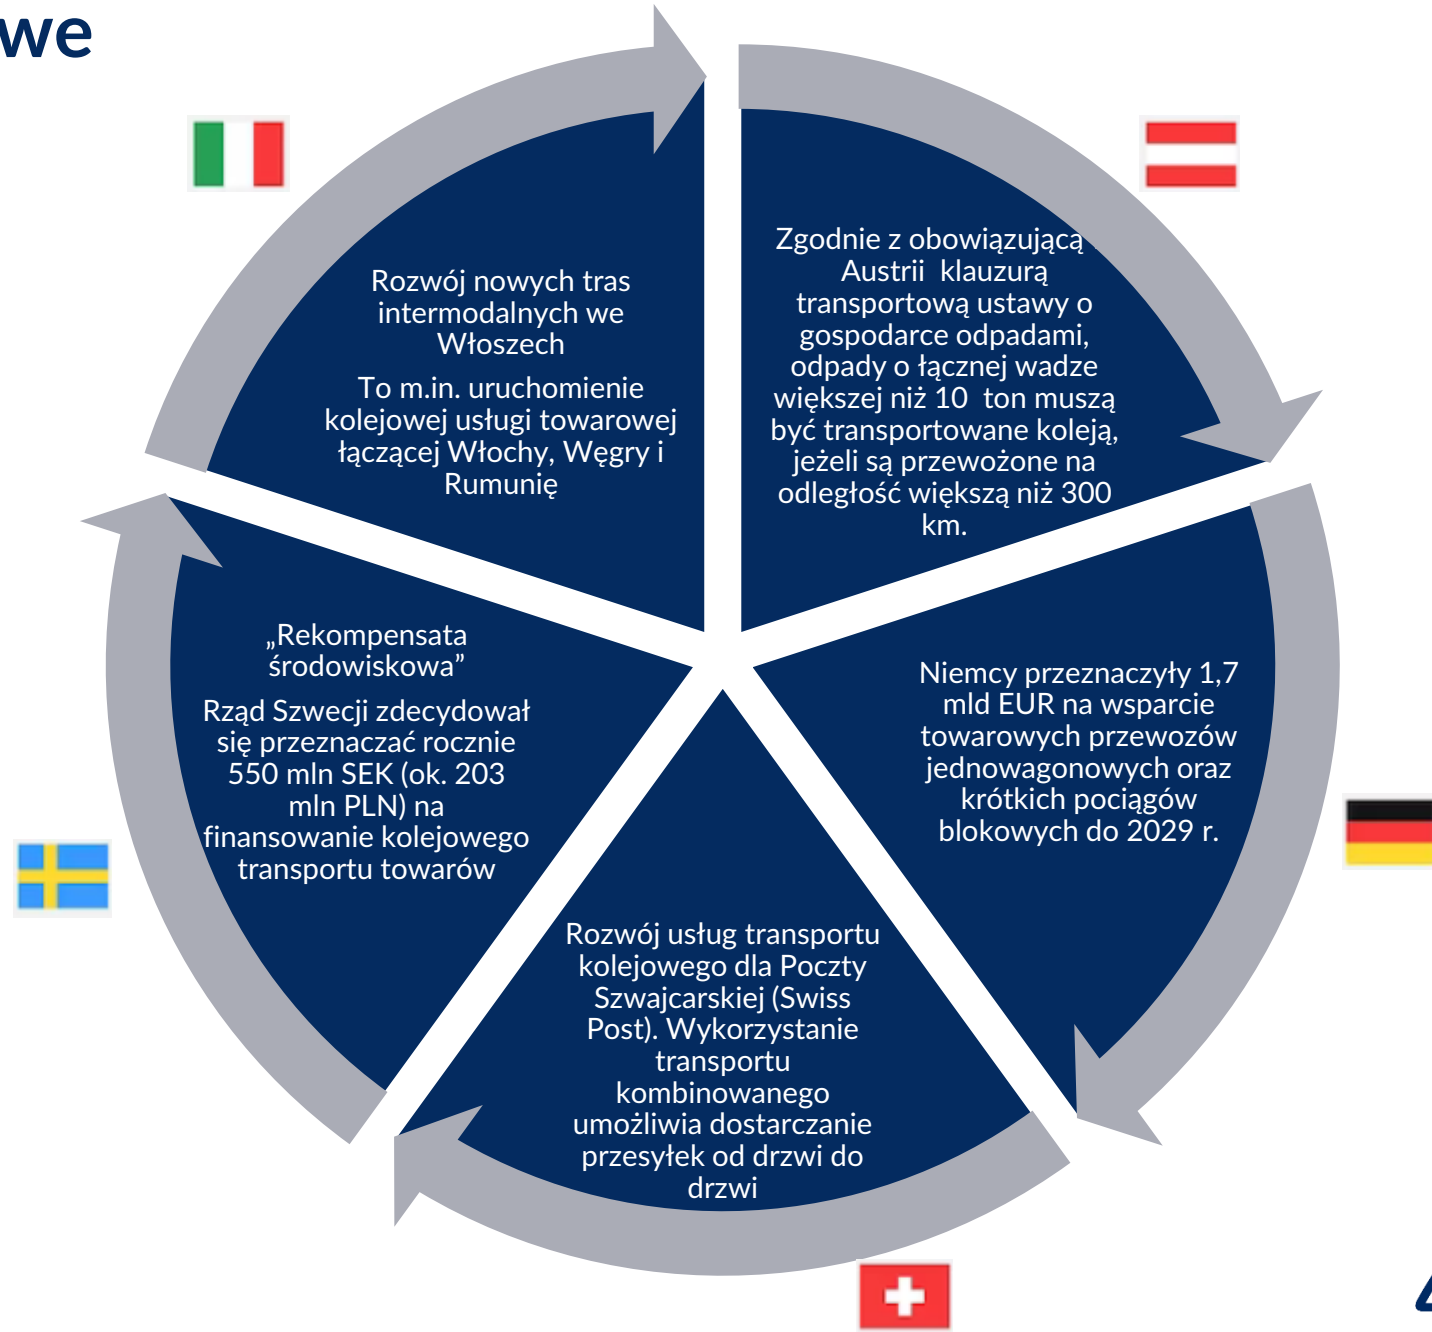 we
Zgodnie z obowiązującą
Austrii klauzurą
transportową ustawy o
gospodarce odpadami,
odpady o łącznej wadze
większej niż 10 ton muszą
być transportowane koleją,
jeżeli są przewożone na
odległość większą niż 300
km.
Niemcy przeznaczyły 1,7
mld EUR na wsparcie
towarowych przewozów
jednowagonowych oraz
krótkich pociągów
blokowych do 2029 r.
Rozwój usług transportu
kolejowego dla Poczty
Szwajcarskiej (Swiss
Post). Wykorzystanie
transportu
kombinowanego
umożliwia dostarczanie
przesyłek od drzwi do
drzwi
„Rekompensata
środowiskowa”
Rząd Szwecji zdecydował
się przeznaczać rocznie
550 mln SEK (ok. 203
mln PLN) na
finansowanie kolejowego
transportu towarów
Rozwój nowych tras
intermodalnych we
Włoszech
To m.in. uruchomienie
kolejowej usługi towarowej
łączącej Włochy, Węgry i
Rumunię